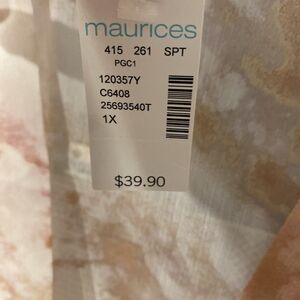 maurices
415 261 SPT
PGC1
120357Y
C6408
25693540T
1X
$39.90